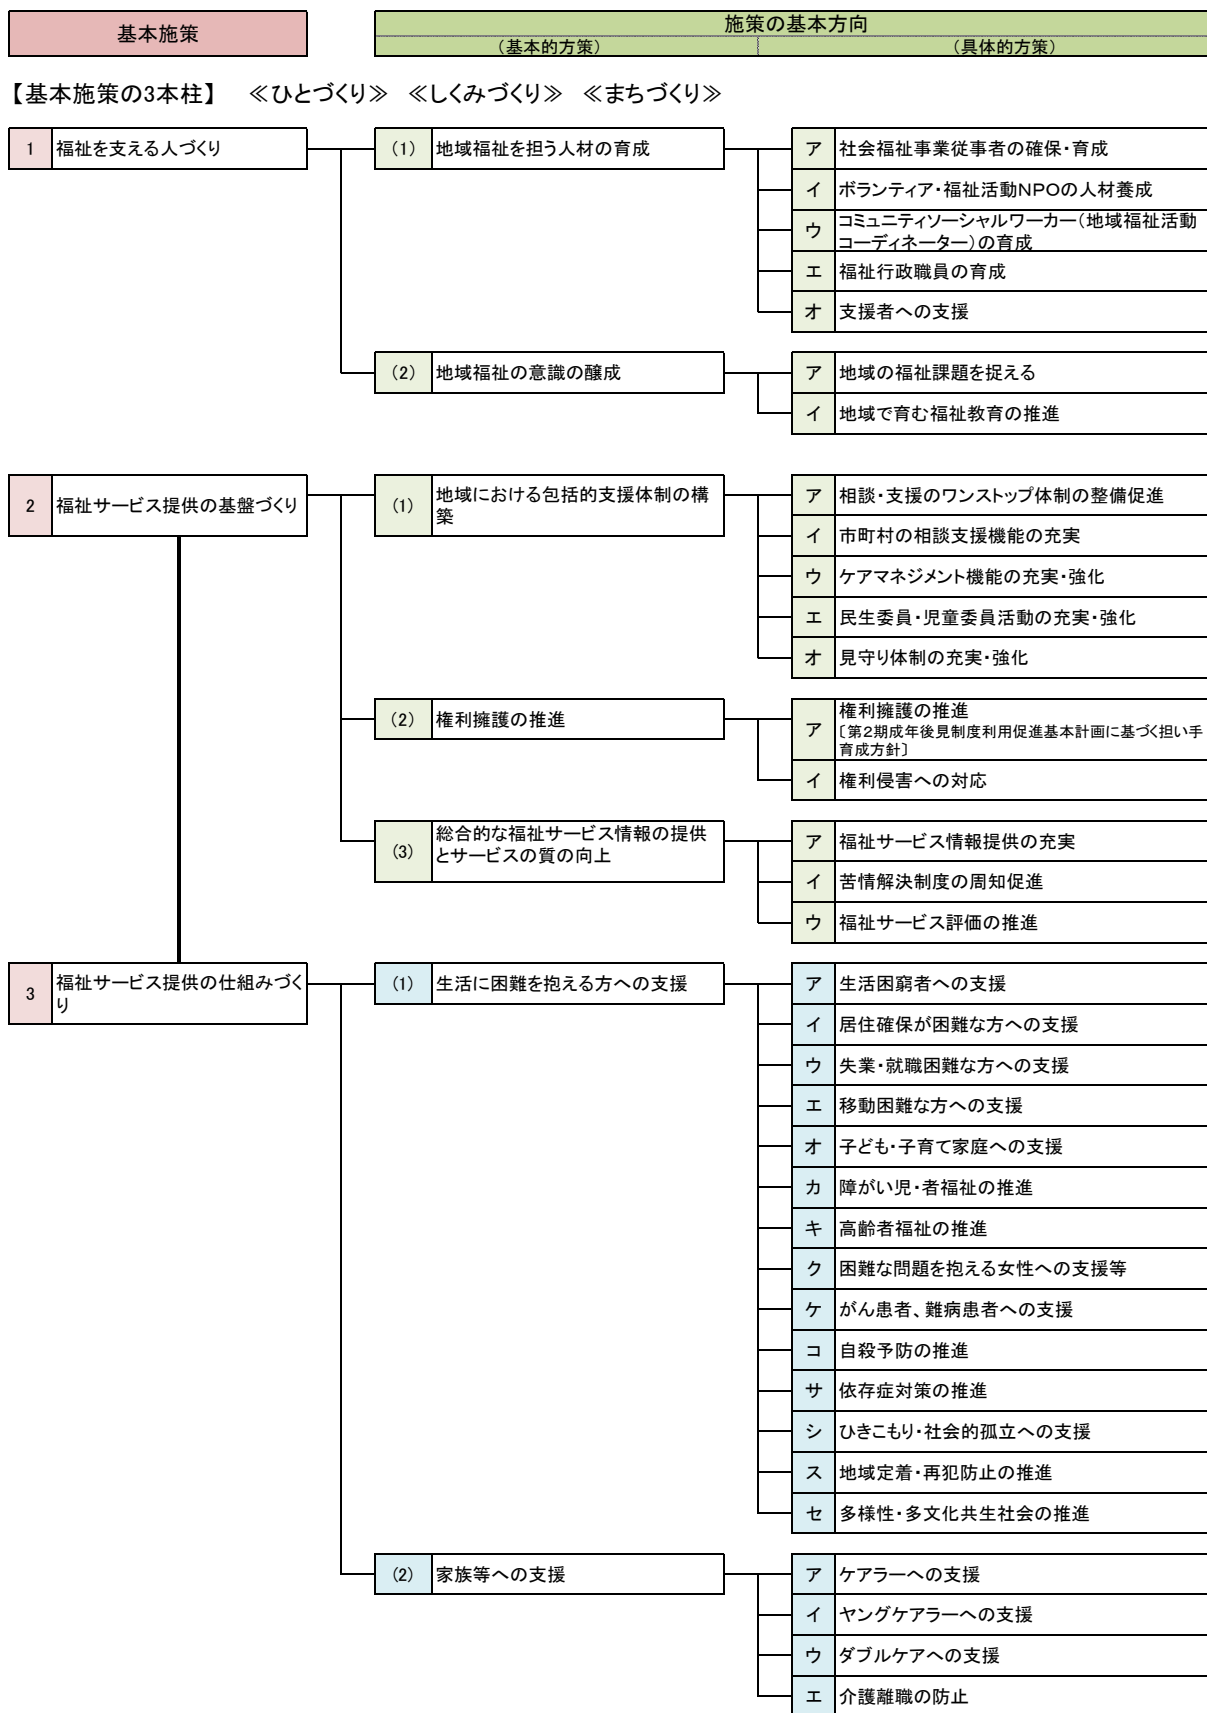 基本施策
施策の基本方向
（基本的方策）
（具体的方策）
【基本施策の3本柱】 ≪ひとづくり≫ ≪しくみづくり≫ ≪まちづくり≫
1 福祉を支える人づくり
(1) 地域福祉を担う人材の育成
ア 社会福祉事業従事者の確保・育成
イ ボランティア・福祉活動NPOの人材養成
ウ コミュニティソーシャルワーカー（地域福祉活動
コーディネーター）の育成
エ 福祉行政職員の育成
オ 支援者への支援
(2) 地域福祉の意識の醸成
ア 地域の福祉課題を捉える
イ 地域で育む福祉教育の推進
2 福祉サービス提供の基盤づくり
(1) 地域における包括的支援体制の構
築
ア 相談・支援のワンストップ体制の整備促進
イ 市町村の相談支援機能の充実
ウ ケアマネジメント機能の充実・強化
エ 民生委員・児童委員活動の充実・強化
オ 見守り体制の充実・強化
(2) 権利擁護の推進
ア 権利擁護の推進
〔第2期成年後見制度利用促進基本計画に基づく担い手
育成方針〕
イ 権利侵害への対応
(3) 総合的な福祉サービス情報の提供
とサービスの質の向上
ア 福祉サービス情報提供の充実
イ 苦情解決制度の周知促進
ウ 福祉サービス評価の推進
3 福祉サービス提供の仕組みづく
り
(1) 生活に困難を抱える方への支援
ア 生活困窮者への支援
イ 居住確保が困難な方への支援
ウ 失業・就職困難な方への支援
エ 移動困難な方への支援
オ 子ども・子育て家庭への支援
カ 障がい児・者福祉の推進
キ 高齢者福祉の推進
ク 困難な問題を抱える女性への支援等
ケ がん患者、難病患者への支援
コ 自殺予防の推進
サ 依存症対策の推進
シ ひきこもり・社会的孤立への支援
ス 地域定着・再犯防止の推進
セ 多様性・多文化共生社会の推進
(2) 家族等への支援
ア ケアラーへの支援
イ ヤングケアラーへの支援
ウ ダブルケアへの支援
エ 介護離職の防止